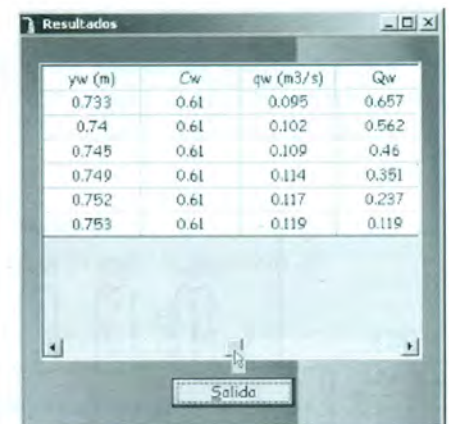 Resultados
yw (m) Cw qw (m3/s) Qw
0.733 0.61 0.095 0.657
0.74 0.61 0.102 0.562
0.745 0.61 0.109 0.46
0.749 0.61 0.114 0.351
0.752 0.61 0.117 0.237
0.753 0.61 0.119 0.119
Salida